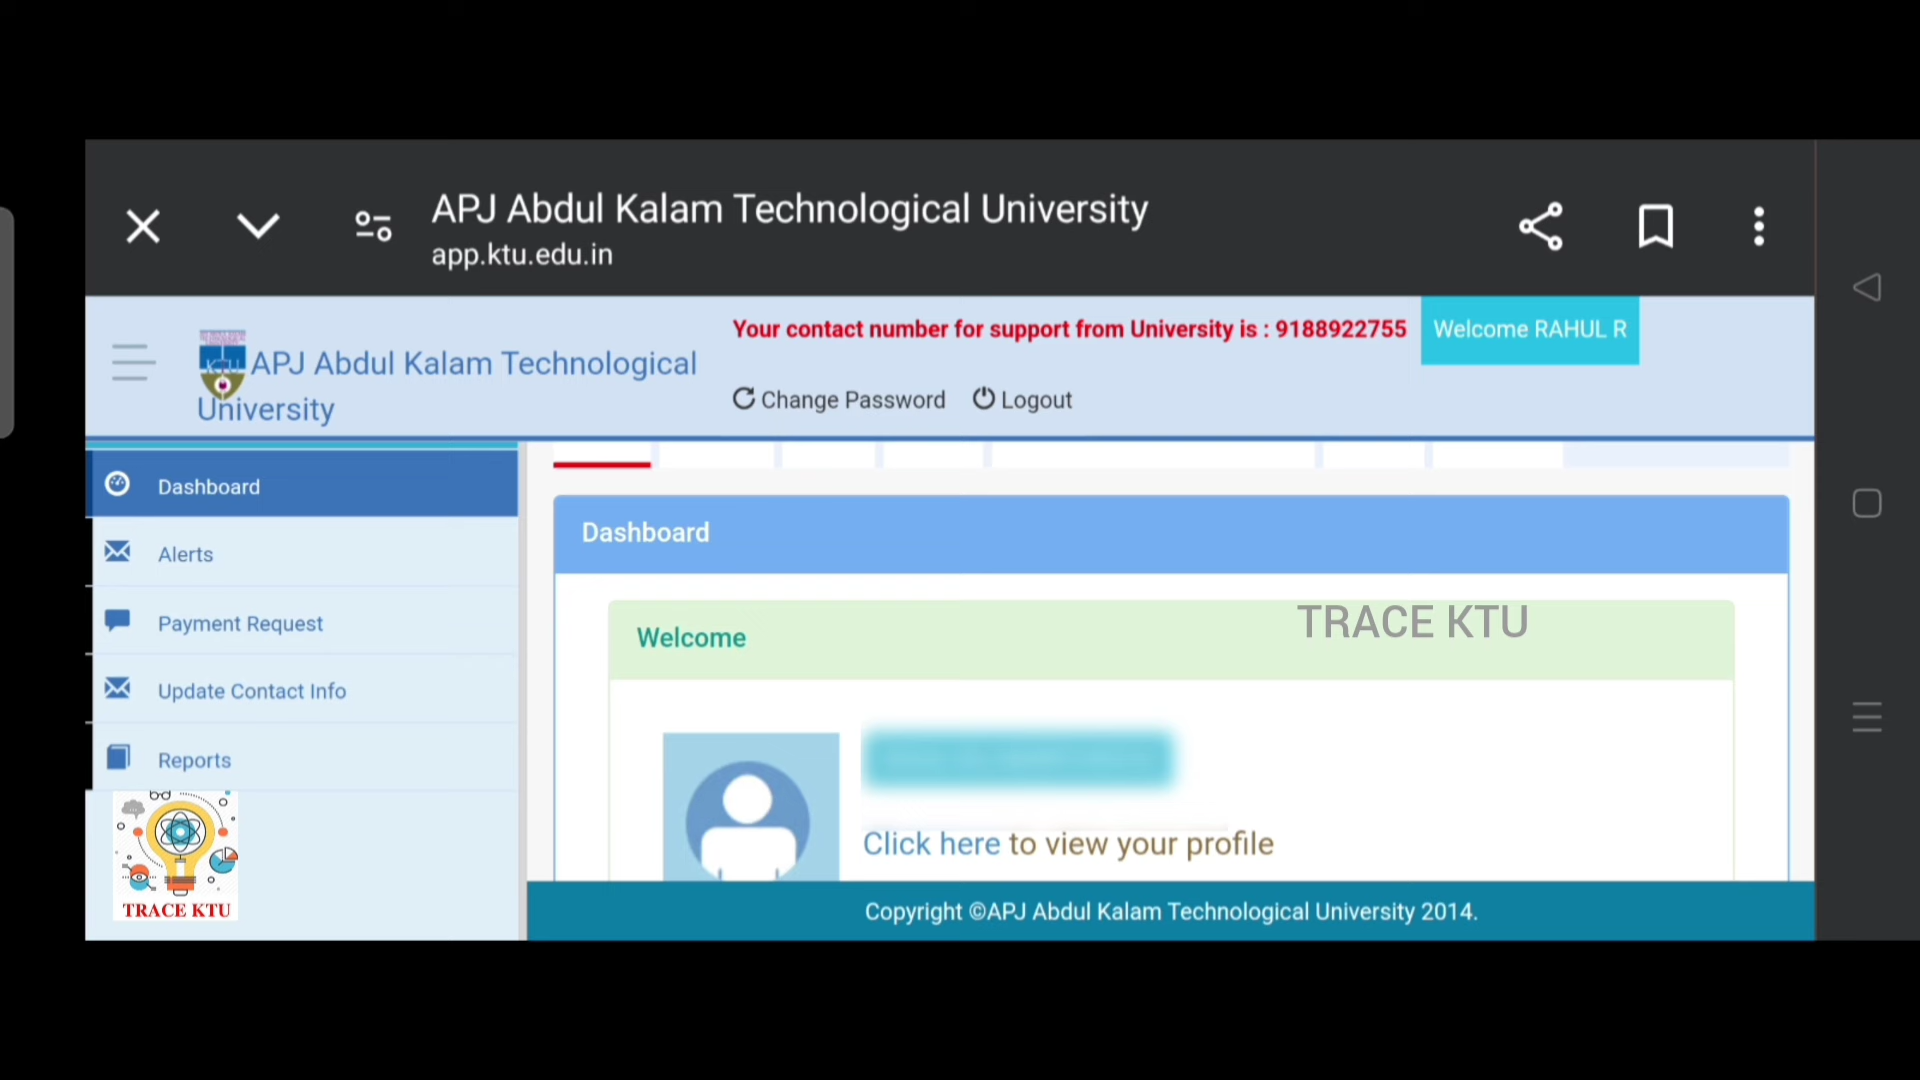 APJ Abdul Kalam Technological University
app.ktu.edu.in
APJ Abdul Kalam Technological
University
Your contact number for support from University is : 9188922755
Welcome RAHUL R
Change Password
Logout
Dashboard
Alerts
Payment Request
Update Contact Info
Reports
TRACE KTU
Dashboard
Welcome
TRACE KTU
Click here to view your profile
Copyright ©APJ Abdul Kalam Technological University 2014.